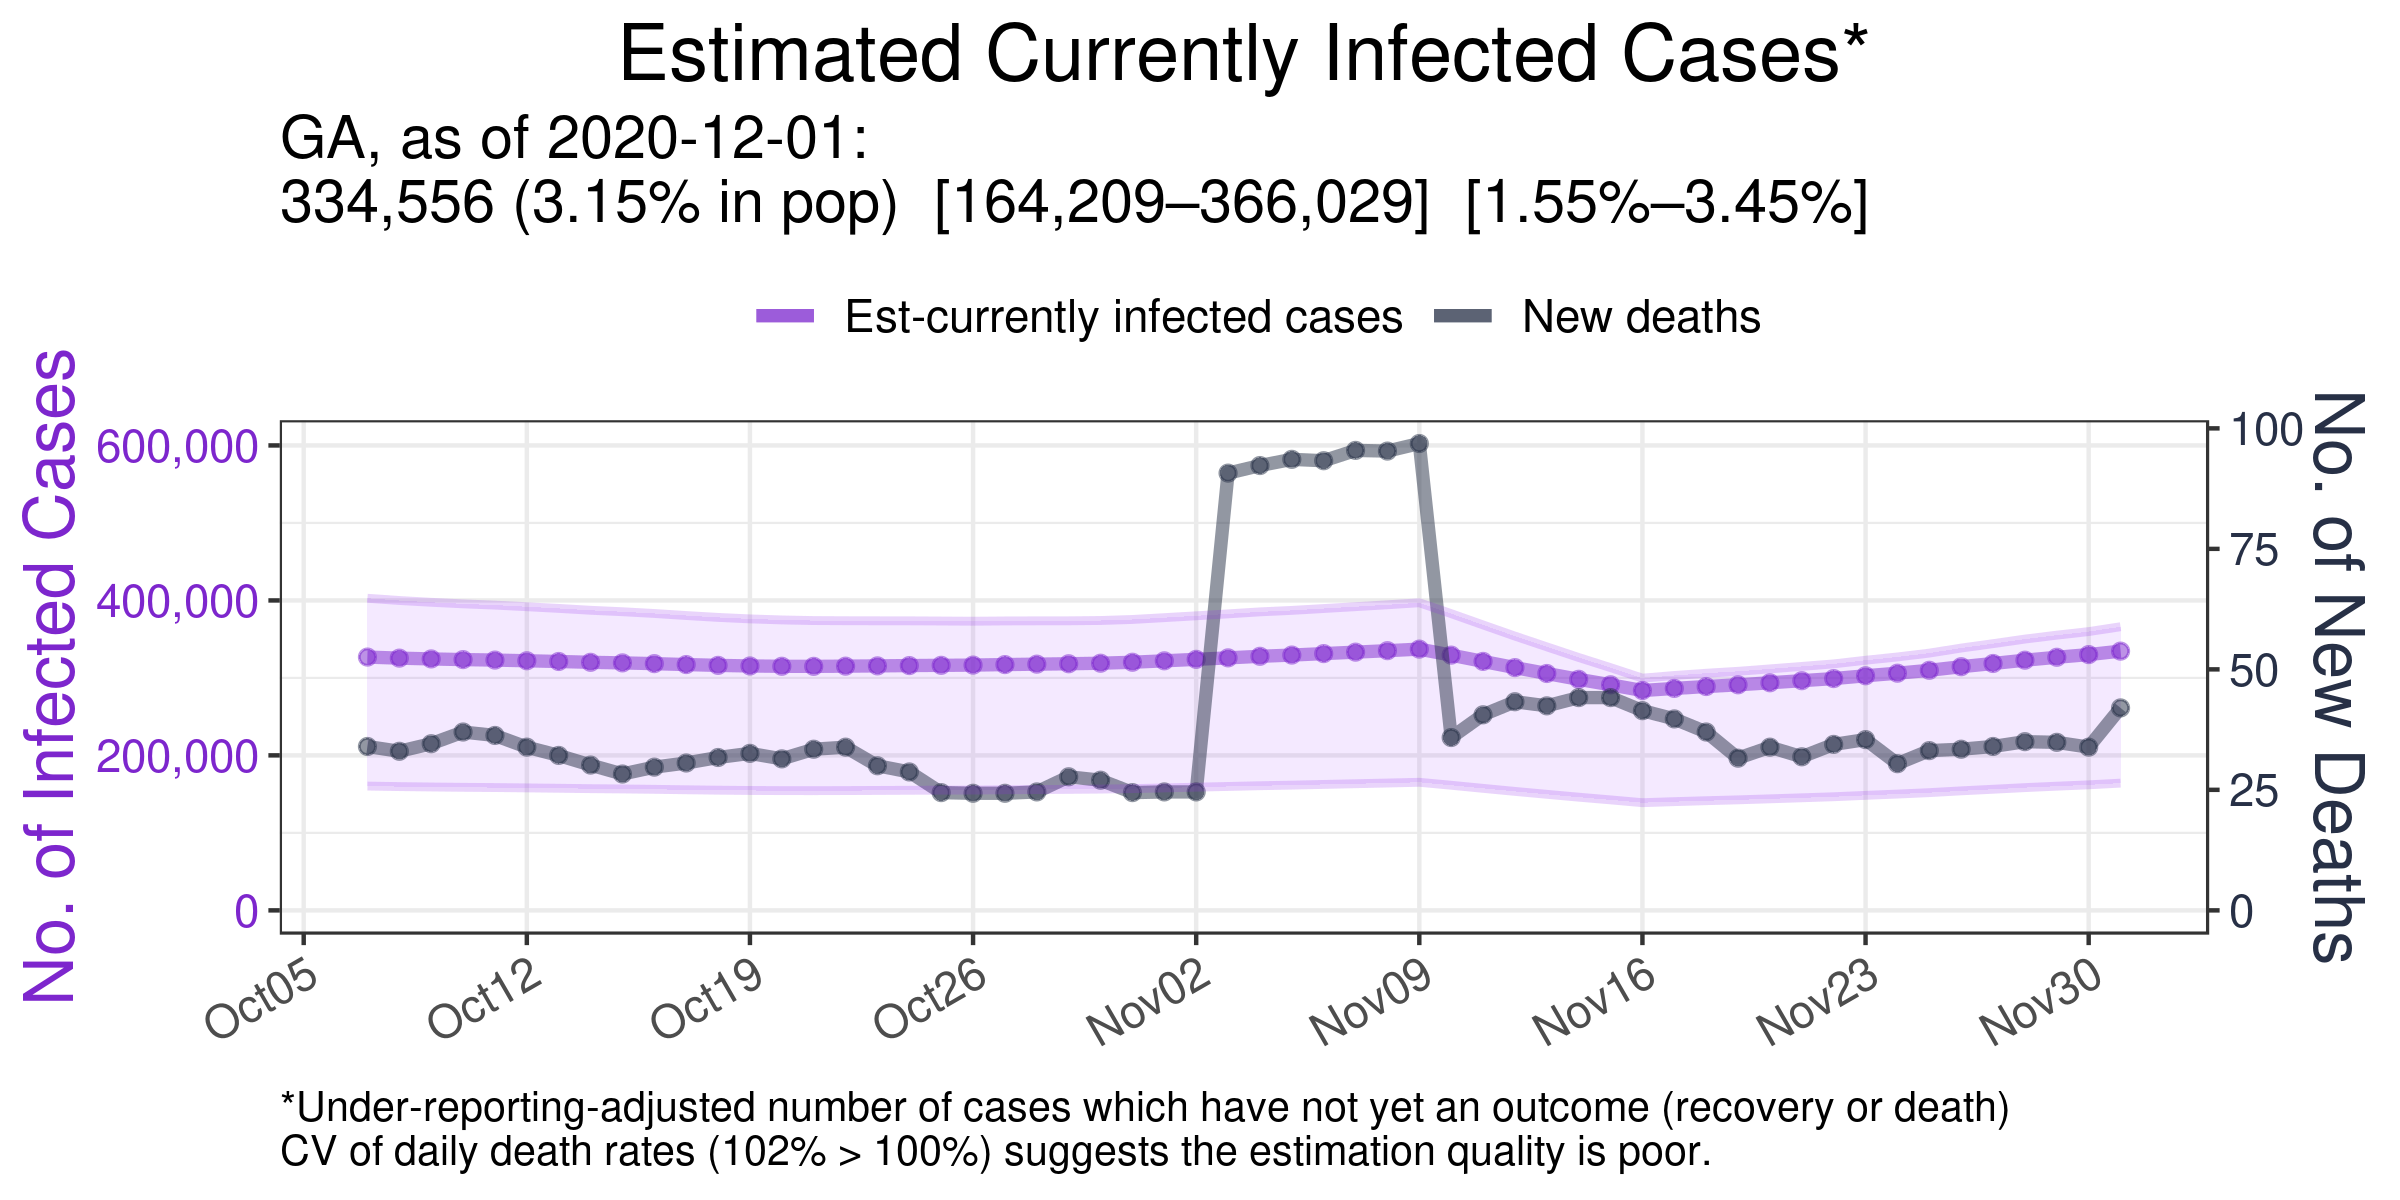 Estimated Currently Infected Cases*
GA, as of 2020-12-01:
334,556 (3.15% in pop)  [164,209–366,029]  [1.55%–3.45%]
Est-currently infected cases
New deaths
No. of Infected Cases
600,000
400,000
200,000
0
100
75
50
25
0
No. of New Deaths
Oct05
Oct12
Oct19
Oct26
Nov02
Nov09
Nov16
Nov23
Nov30
*Under-reporting-adjusted number of cases which have not yet an outcome (recovery or death)
CV of daily death rates (102% > 100%) suggests the estimation quality is poor.